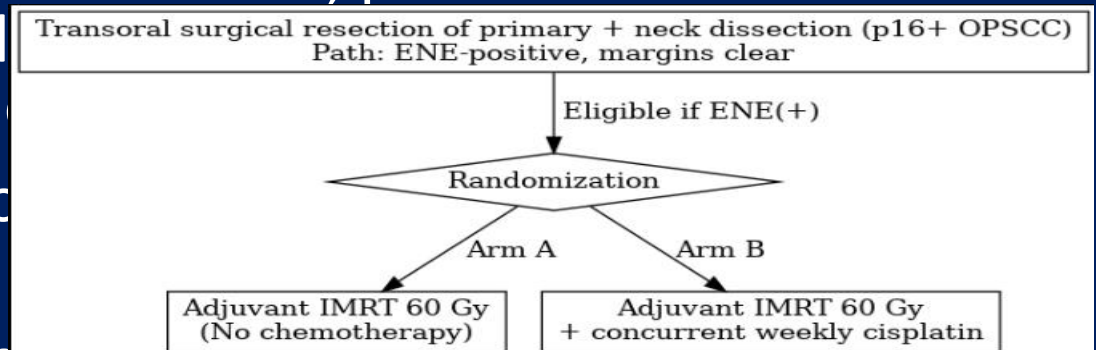 Transoral surgical resection of primary + neck dissection (p16+ OPSCC)
Path: ENE-positive, margins clear
Eligible if ENE(+)
Randomization
Arm A
Arm B
Adjuvant IMRT 60 Gy
(No chemotherapy)
Adjuvant IMRT 60 Gy
+ concurrent weekly cisplatin